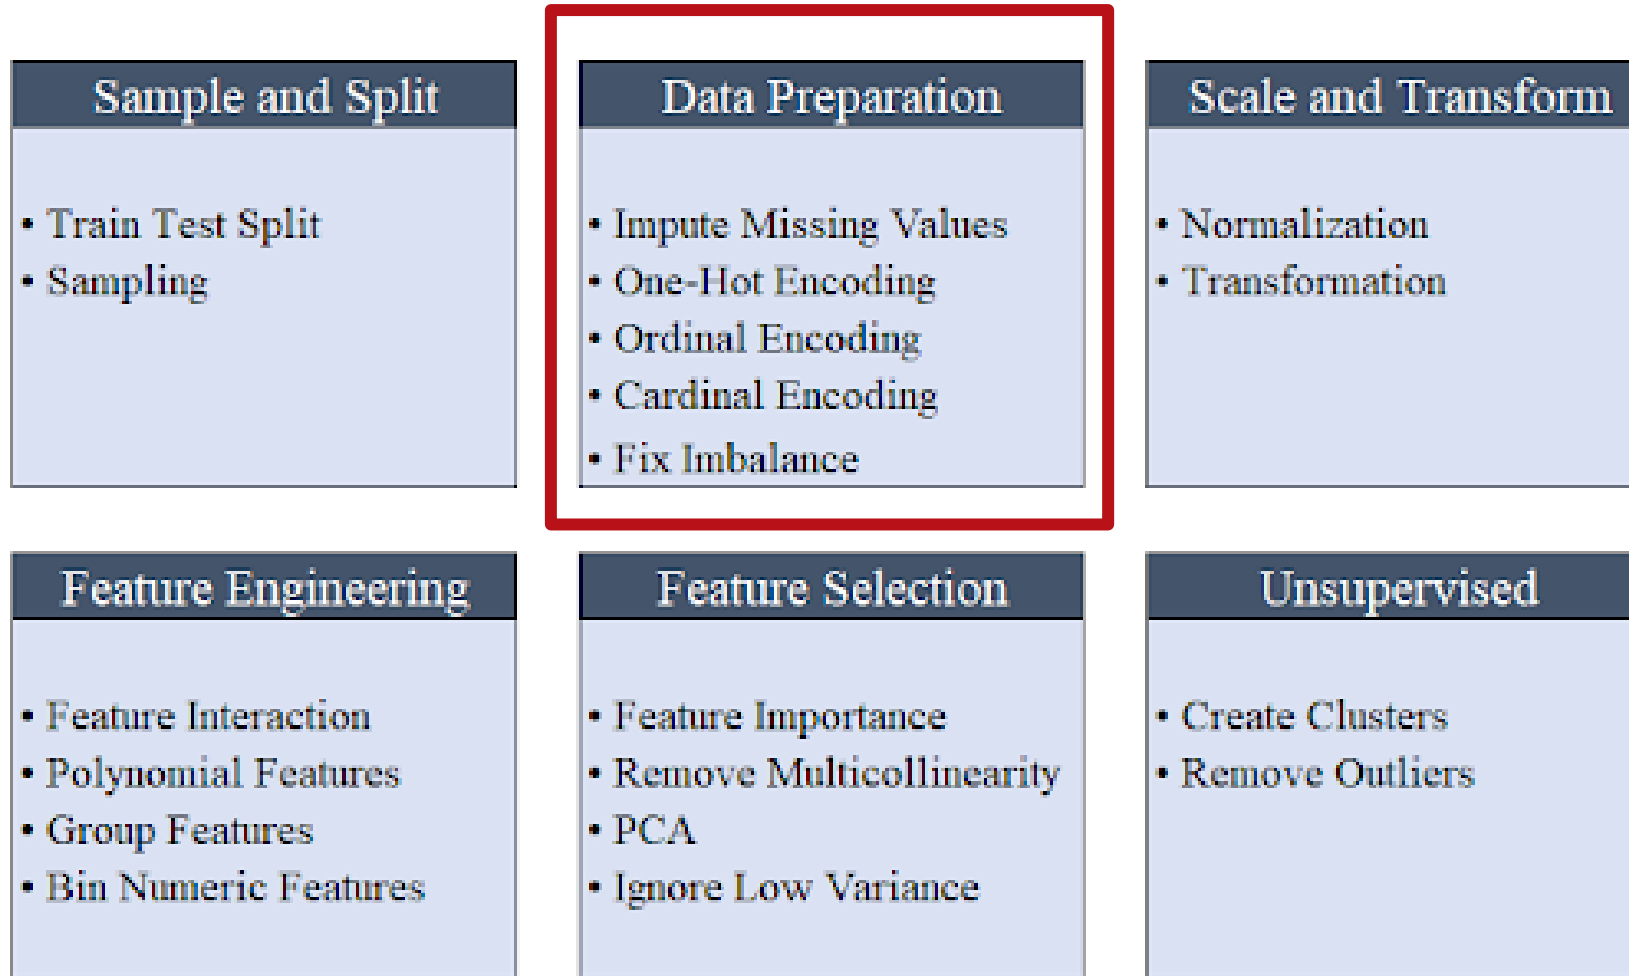 Sample and Split
• Train Test Split
• Sampling
Data Preparation
• Impute Missing Values
• One-Hot Encoding
• Ordinal Encoding
• Cardinal Encoding
• Fix Imbalance
Scale and Transform
• Normalization
• Transformation
Feature Engineering
• Feature Interaction
• Polynomial Features
• Group Features
• Bin Numeric Features
Feature Selection
• Feature Importance
• Remove Multicollinearity
• PCA
• Ignore Low Variance
Unsupervised
• Create Clusters
• Remove Outliers